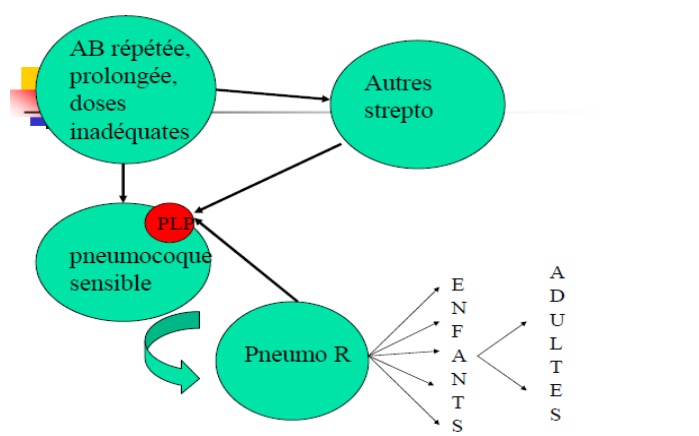 AB répétée,
prolongée,
doses
inadéquates
Autres
strepto
PLP
pneumocoque
sensible
Pneumo R
E
N
F
A
N
T
S
A
D
U
L
T
E
S